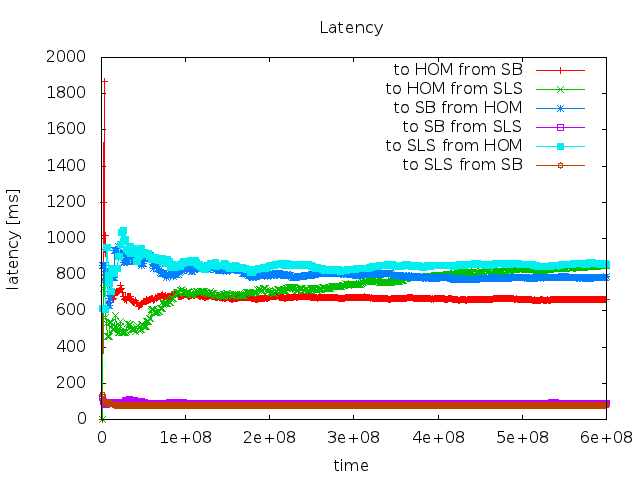 Latency
2000
1800
1600
1400
1200
1000
800
600
400
200
0
latency [ms]
to HOM from SB
to HOM from SLS
to SB from HOM
to SB from SLS
to SLS from HOM
to SLS from SB
0 1e+08 2e+08 3e+08 4e+08 5e+08 6e+08
time